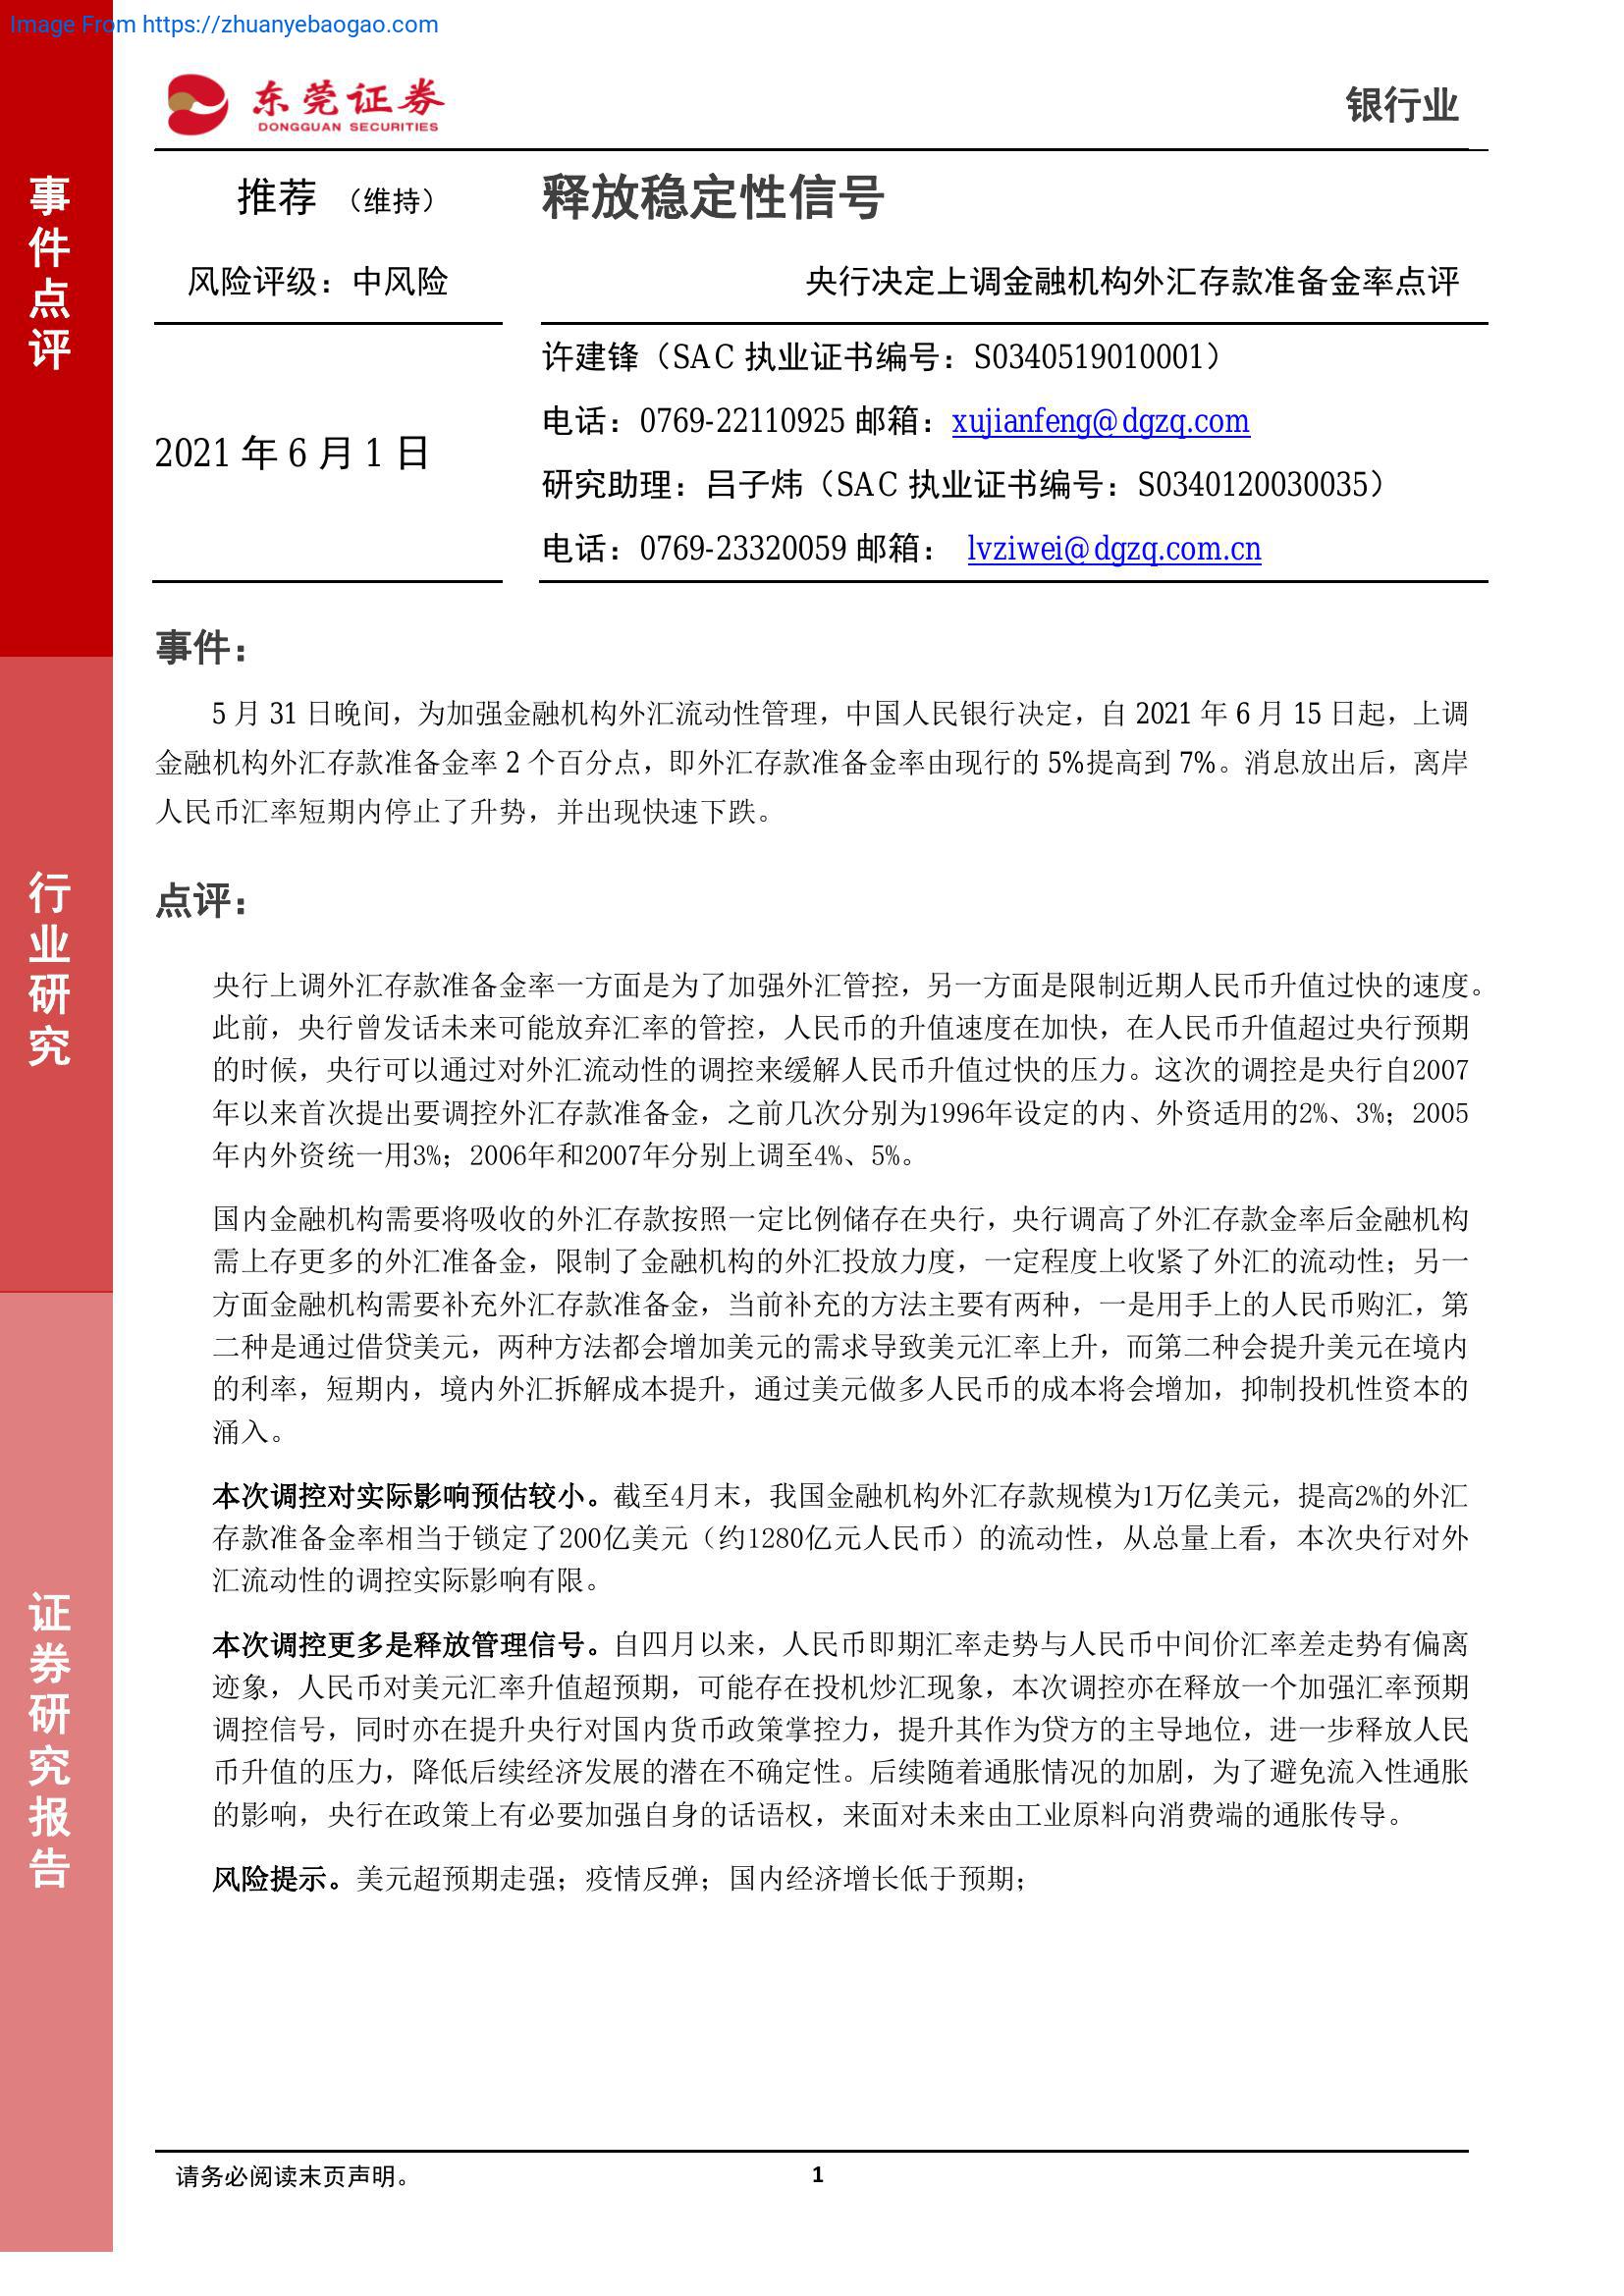 Image From https://zhuanyebaogao.com
东莞证券
DONGGUAN SECURITIES
银行业
事件点评
行业研究
证券研究报告
推荐 （维持）
释放稳定性信号
风险评级：中风险
央行决定上调金融机构外汇存款准备金率点评
2021 年 6 月 1 日
许建锋（SAC 执业证书编号：S0340519010001）
电话：0769-22110925 邮箱：xujianfeng@dgzq.com
研究助理：吕子炜（SAC 执业证书编号：S0340120030035）
电话：0769-23320059 邮箱： lvziwei@dgzq.com.cn
事件：
5 月 31 日晚间，为加强金融机构外汇流动性管理，中国人民银行决定，自 2021 年 6 月 15 日起，上调
金融机构外汇存款准备金率 2 个百分点，即外汇存款准备金率由现行的 5%提高到 7%。消息放出后，离岸
人民币汇率短期内停止了升势，并出现快速下跌。
点评：
央行上调外汇存款准备金率一方面是为了加强外汇管控，另一方面是限制近期人民币升值过快的速度。
此前，央行曾发话未来可能放弃汇率的管控，人民币的升值速度在加快，在人民币升值超过央行预期
的时候，央行可以通过对外汇流动性的调控来缓解人民币升值过快的压力。这次的调控是央行自2007
年以来首次提出要调控外汇存款准备金，之前几次分别为1996年设定的内、外资适用的2%、3%；2005
年内外资统一用3%；2006年和2007年分别上调至4%、5%。
国内金融机构需要将吸收的外汇存款按照一定比例储存在央行，央行调高了外汇存款金率后金融机构
需上存更多的外汇准备金，限制了金融机构的外汇投放力度，一定程度上收紧了外汇的流动性；另一
方面金融机构需要补充外汇存款准备金，当前补充的方法主要有两种，一是用手上的人民币购汇，第
二种是通过借贷美元，两种方法都会增加美元的需求导致美元汇率上升，而第二种会提升美元在境内
的利率，短期内，境内外汇拆解成本提升，通过美元做多人民币的成本将会增加，抑制投机性资本的
涌入。
本次调控对实际影响预估较小。截至4月末，我国金融机构外汇存款规模为1万亿美元，提高2%的外汇
存款准备金率相当于锁定了200亿美元（约1280亿元人民币）的流动性，从总量上看，本次央行对外
汇流动性的调控实际影响有限。
本次调控更多是释放管理信号。自四月以来，人民币即期汇率走势与人民币中间价汇率差走势有偏离
迹象，人民币对美元汇率升值超预期，可能存在投机炒汇现象，本次调控亦在释放一个加强汇率预期
调控信号，同时亦在提升央行对国内货币政策掌控力，提升其作为贷方的主导地位，进一步释放人民
币升值的压力，降低后续经济发展的潜在不确定性。后续随着通胀情况的加剧，为了避免流入性通胀
的影响，央行在政策上有必要加强自身的话语权，来面对未来由工业原料向消费端的通胀传导。
风险提示。美元超预期走强；疫情反弹；国内经济增长低于预期；
请务必阅读末页声明。
1